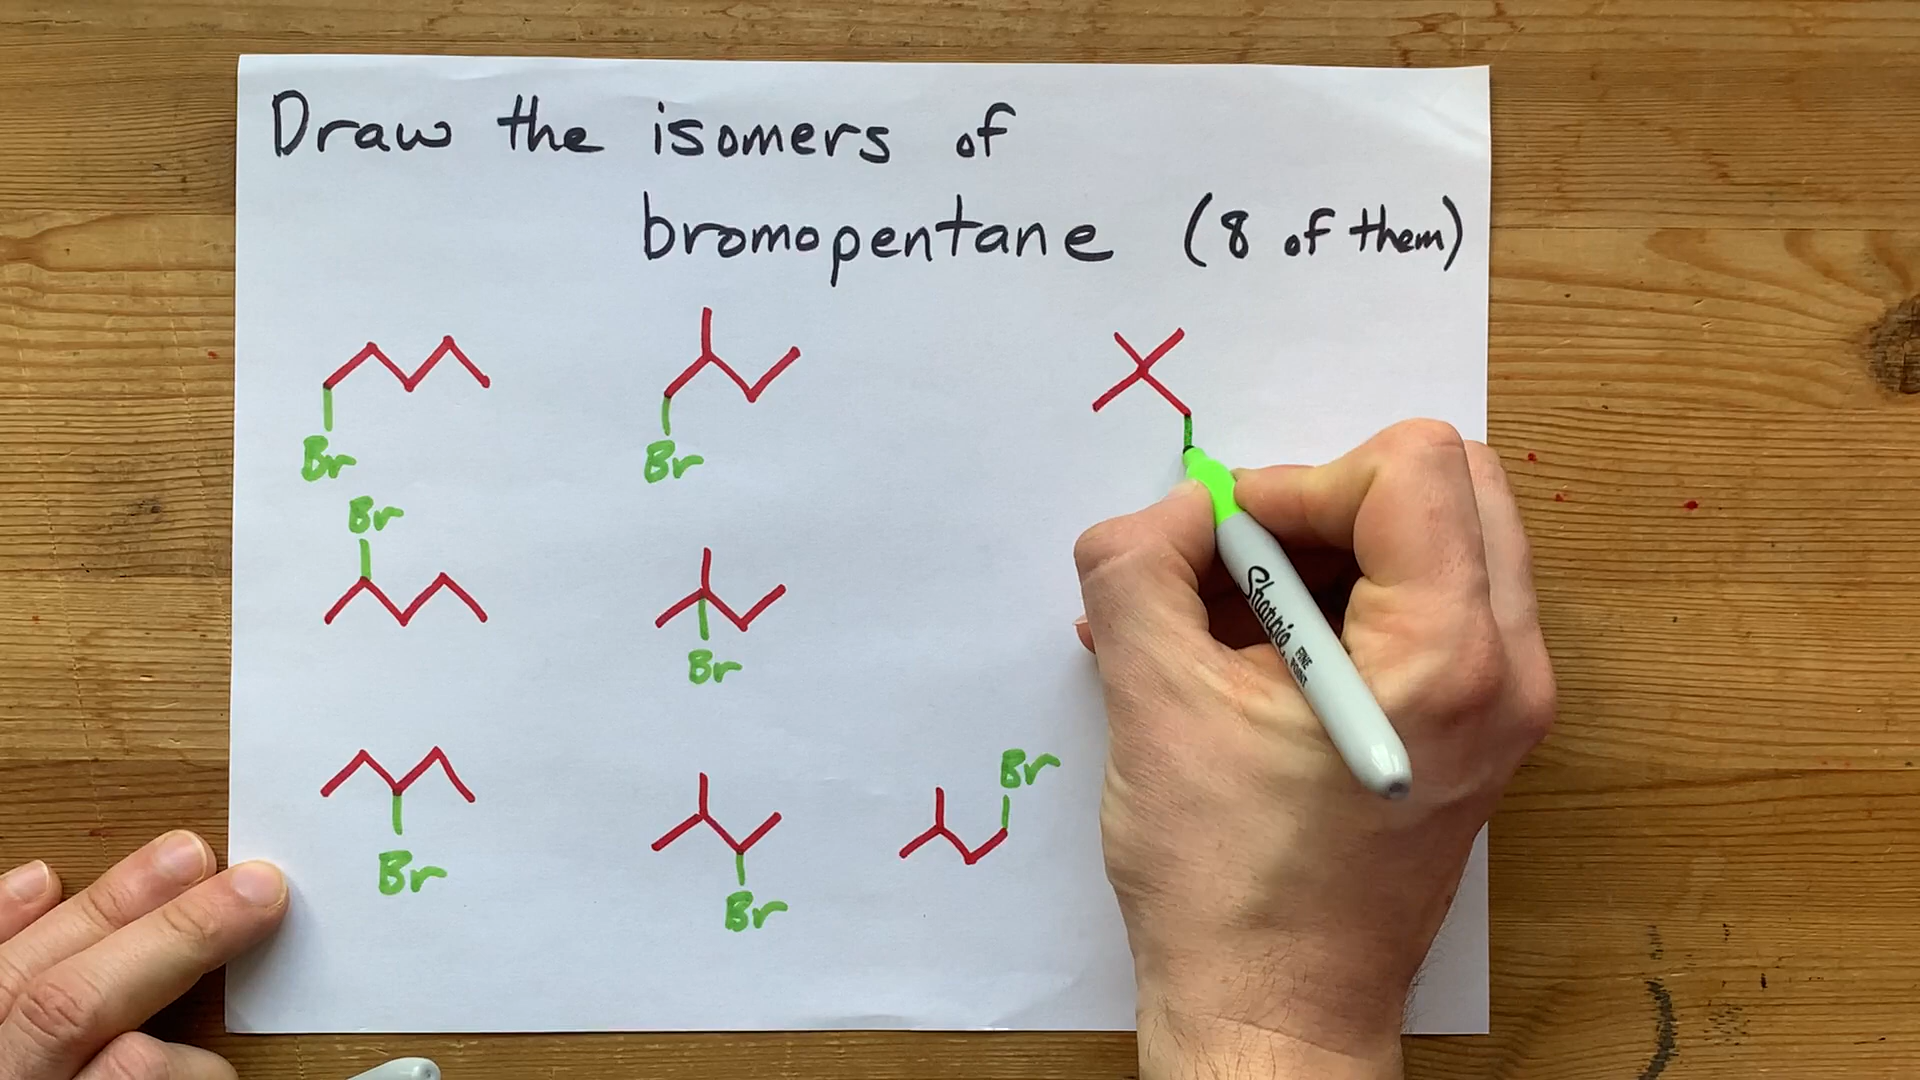 Draw the isomers of
bromopentane (8 of them)
Br
Br
Br
Br
Br
Br
Br
Sharpie
FINE POINT